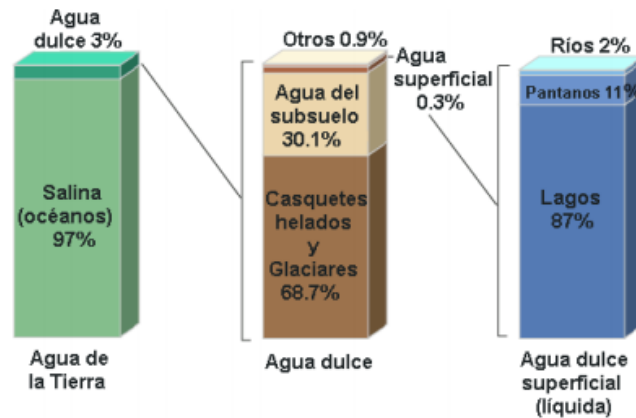 Agua
dulce 3%
Salina
(océanos)
97%
Agua de
la Tierra
Otros 0.9%
Agua
superficial
0.3%
Agua del
subsuelo
30.1%
Casquetes
helados
y
Glaciares
68.7%
Agua dulce
Ríos 2%
Pantanos 11%
Lagos
87%
Agua dulce
superficial
(líquida)